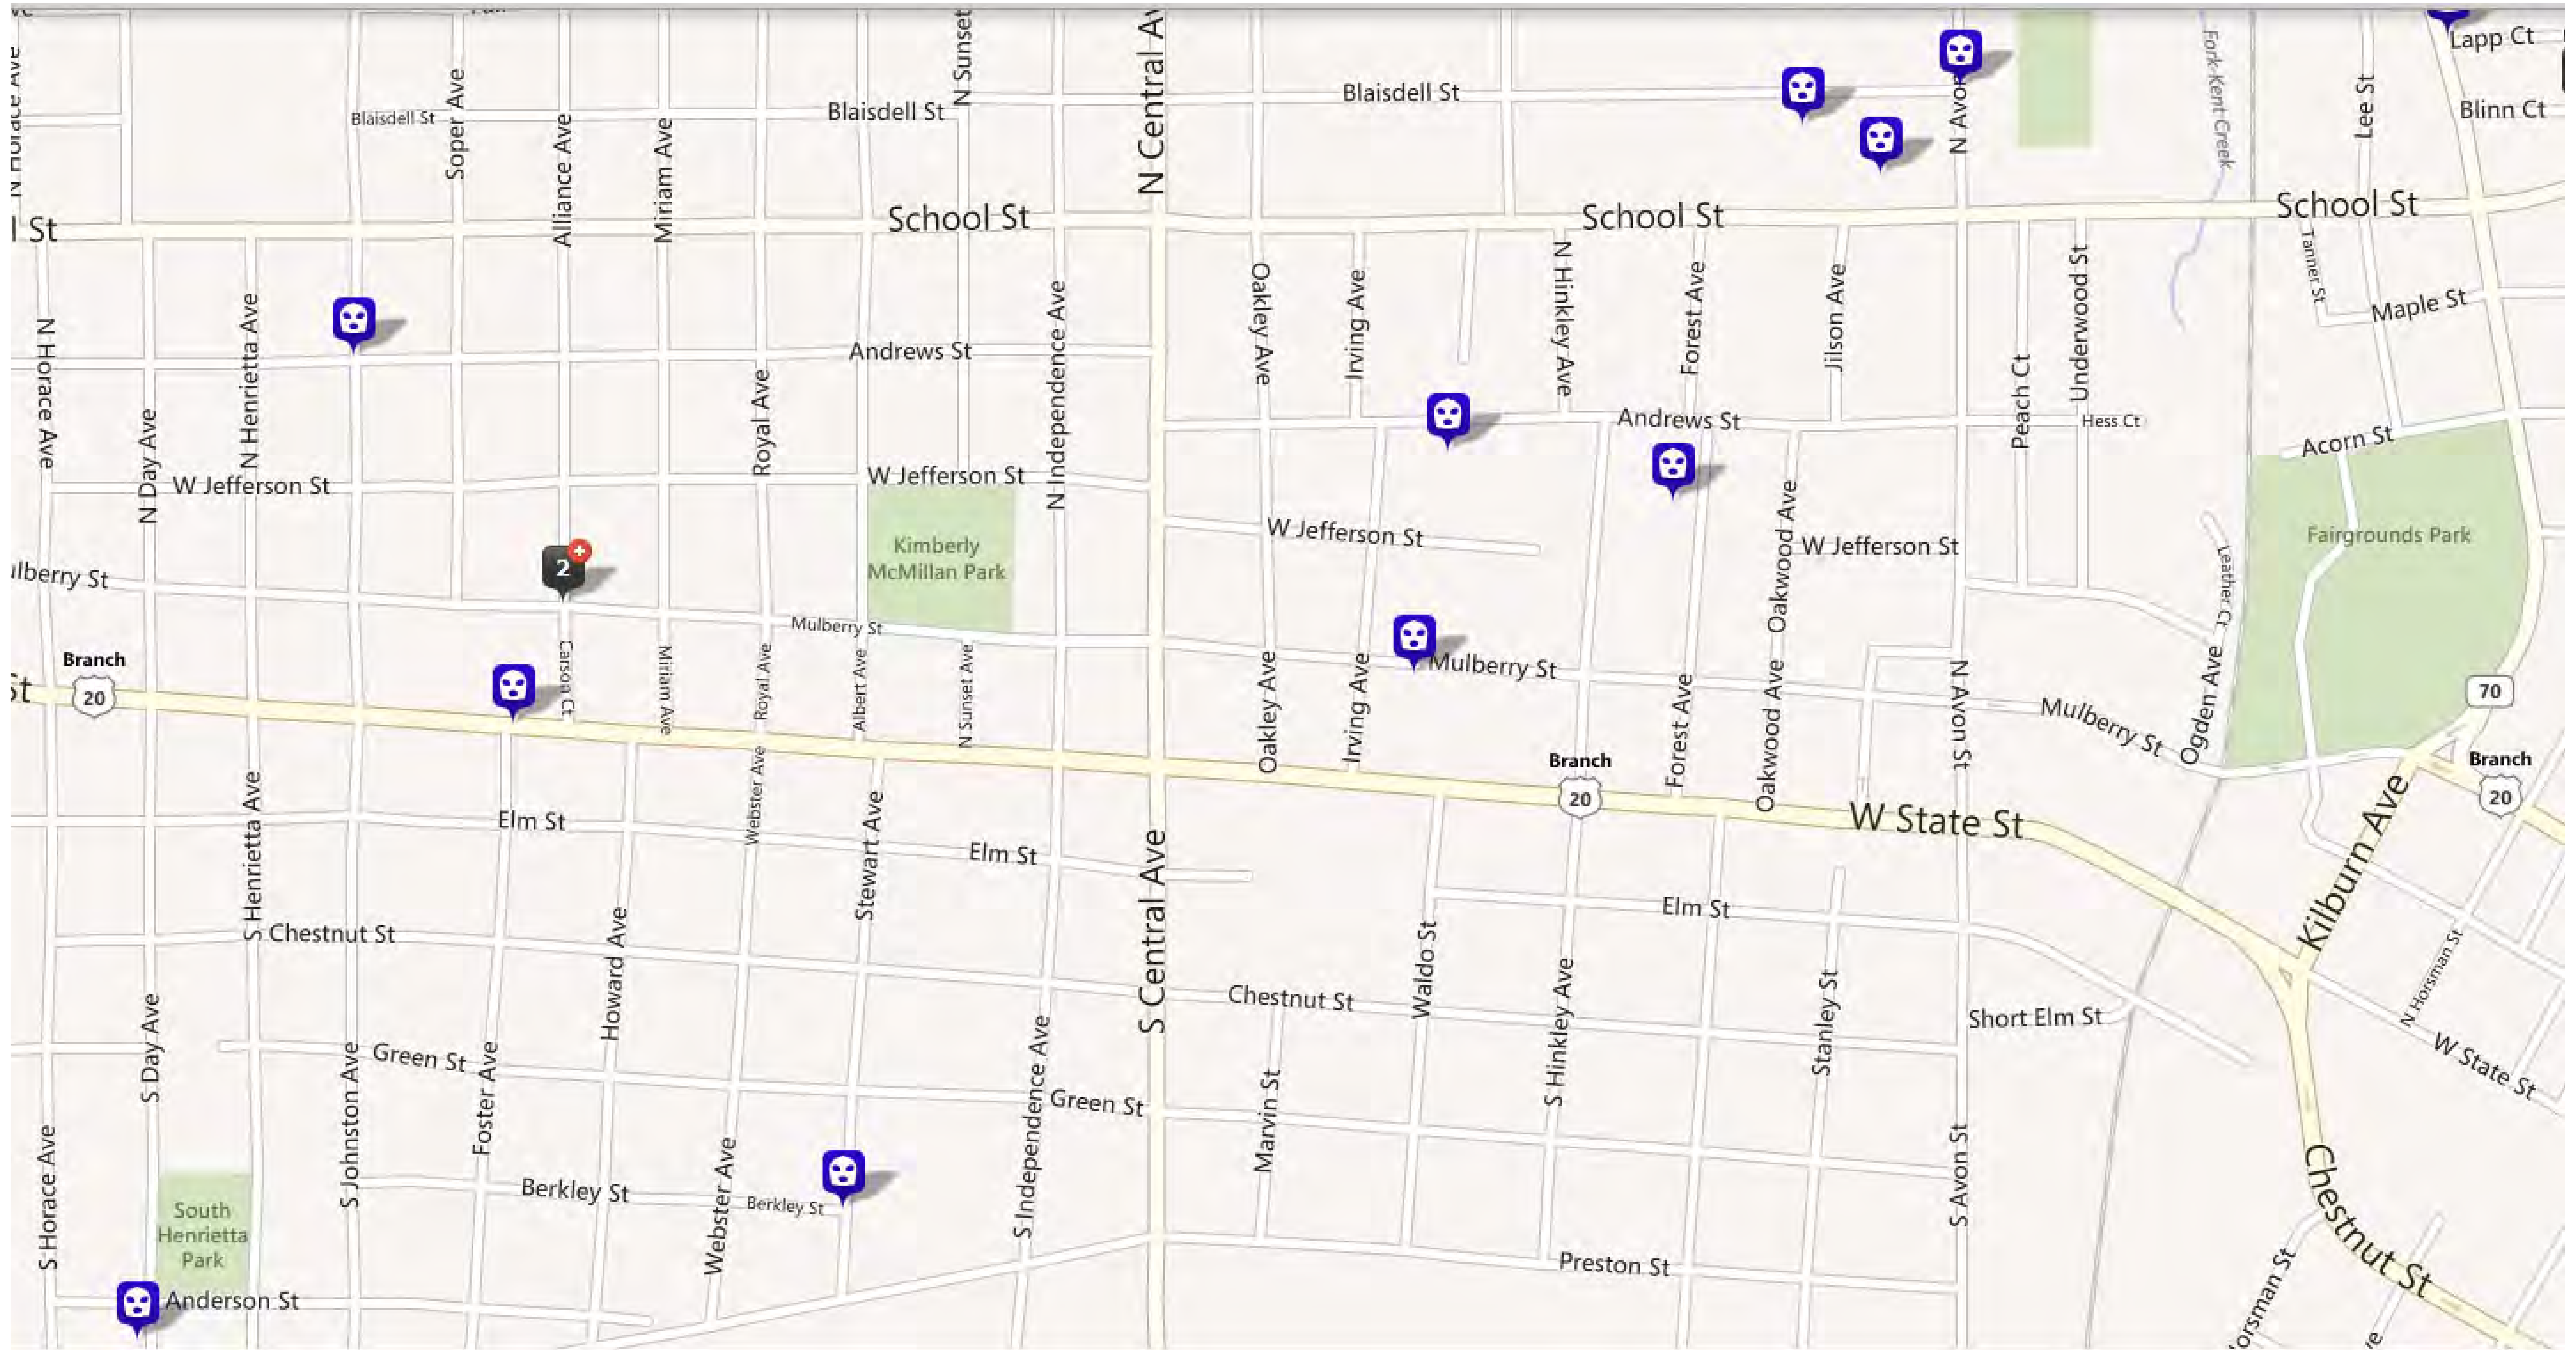 Lapp Ct
Blaisdell St
Blaisdell St
Blaisdell St
Blinn Ct
N Horace Ave
Soper Ave
Alliance Ave
Miriam Ave
N Sunset
N Central Av
N Avon
Fork-Kent Creek
Lee St
School St
School St
School St
l St
N Horace Ave
N Day Ave
N Henrietta Ave
Royal Ave
N Independence Ave
Andrews St
Oakley Ave
Irving Ave
N Hinkley Ave
Forest Ave
Jilson Ave
Peach Ct
Underwood St
Tanner St
Maple St
Andrews St
Hess Ct
Acorn St
W Jefferson St
W Jefferson St
W Jefferson St
W Jefferson St
Kimberly
McMillan Park
Oakwood Ave
Leather Ct
Fairgrounds Park
2
ulberry St
Mulberry St
Mulberry St
Mulberry St
Branch
20
St
Carson Ct
Miriam Ave
Royal Ave
Albert Ave
N Sunset Ave
Oakley Ave
Irving Ave
Forest Ave
Oakwood Ave
N Avon St
Ogden Ave
70
Branch
20
Branch
20
W State St
S Henrietta Ave
Elm St
Webster Ave
Stewart Ave
Elm St
S Central Ave
Elm St
Kilburn Ave
Chestnut St
Howard Ave
Chestnut St
Waldo St
S Hinkley Ave
Stanley St
Short Elm St
N Horsman St
W State St
S Day Ave
Green St
Green St
S Johnston Ave
Foster Ave
S Independence Ave
Marvin St
S Horace Ave
South
Henrietta
Park
Berkley St
Berkley St
Webster Ave
S Avon St
Preston St
Chestnut St
orsman St
ve
Anderson St